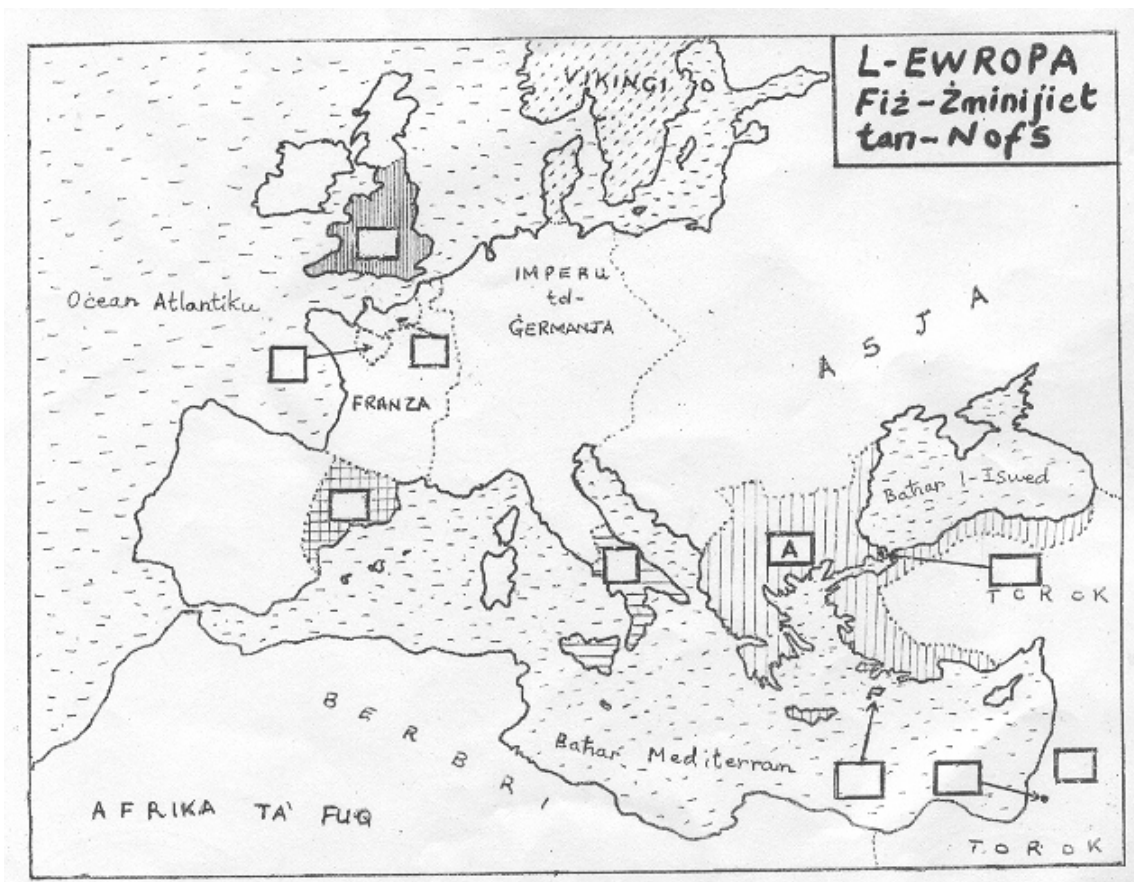 L-EWROPA
Fiż-Żminijiet
tan-Nofs
VIKINGI
Oċean Atlantiku
IMPERU
tal-
ĠERMANJA
ASJA
FRANZA
Baħar l-Iswed
A
TOROK
BERBRI
Baħar Mediterran
AFRIKA TA' FUQ
TOROK